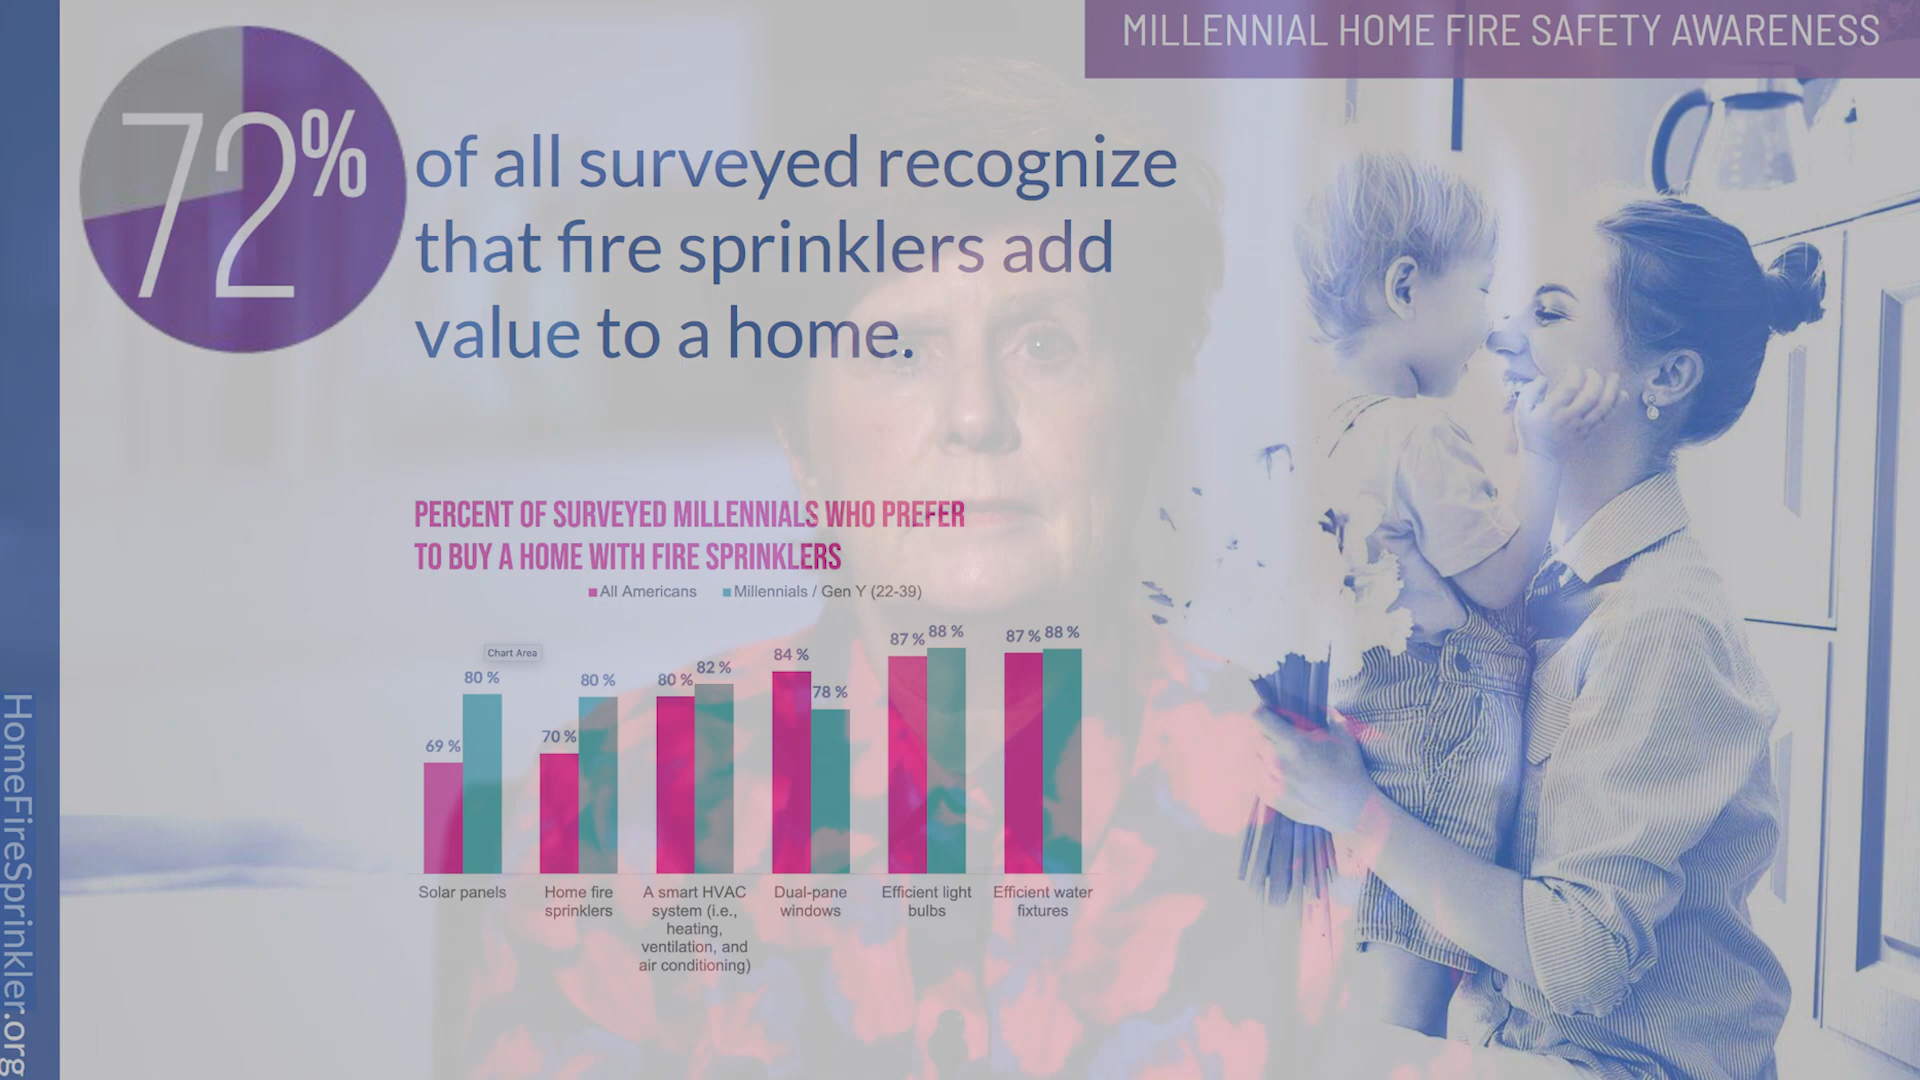 MILLENNIAL HOME FIRE SAFETY AWARENESS
72%
of all surveyed recognize
that fire sprinklers add
value to a home.
PERCENT OF SURVEYED MILLENNIALS WHO PREFER
TO BUY A HOME WITH FIRE SPRINKLERS
All Americans
Millennials / Gen Y (22-39)
Chart Area
69 %
80 %
70 %
80 %
80 %
82 %
84 %
78 %
87 %
88 %
87 %
88 %
Solar panels
Home fire
sprinklers
A smart HVAC
system (i.e.,
heating,
ventilation, and
air conditioning)
Dual-pane
windows
Efficient light
bulbs
Efficient water
fixtures
HomeFireSprinkler.org